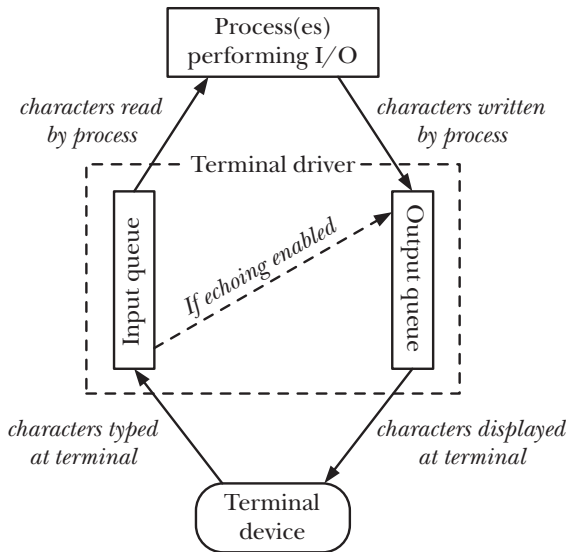 Process(es)
performing I/O
characters read
by process
characters written
by process
Terminal driver
Input queue
If echoing enabled
Output queue
characters typed
at terminal
characters displayed
at terminal
Terminal
device